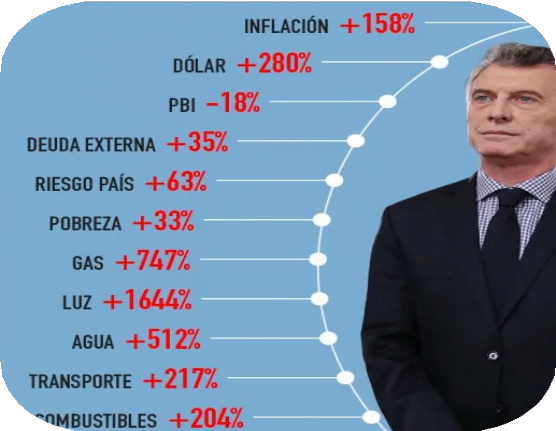 INFLACIÓN +158%
DÓLAR +280%
PBI -18%
DEUDA EXTERNA +35%
RIESGO PAÍS +63%
POBREZA +33%
GAS +747%
LUZ +1644%
AGUA +512%
TRANSPORTE +217%
COMBUSTIBLES +204%